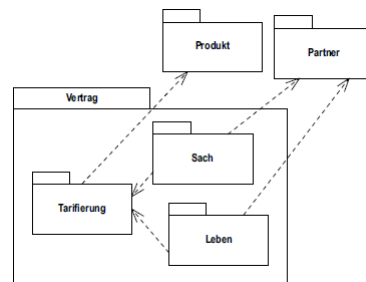 Produkt
Partner
Vertrag
Sach
Tarifierung
Leben